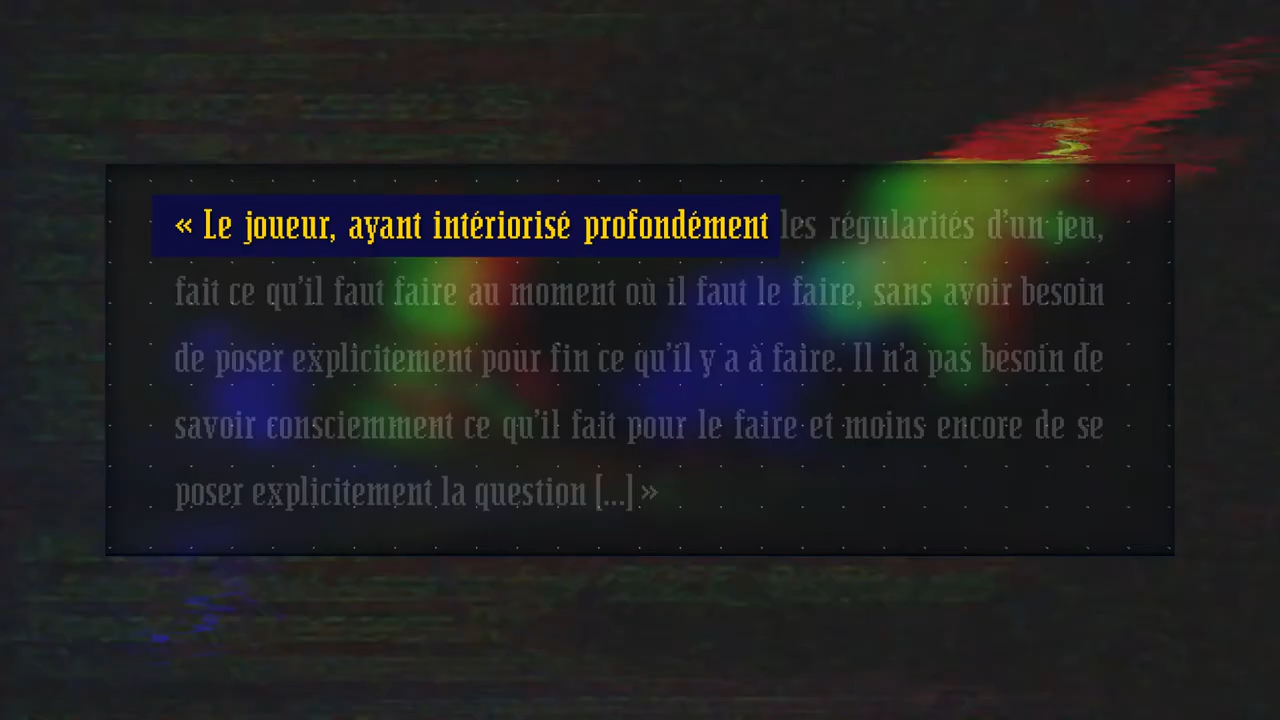 « Le joueur, ayant intériorisé profondément les régularités d’un jeu,
fait ce qu’il faut faire au moment où il faut le faire, sans avoir besoin
de poser explicitement pour fin ce qu’il y a à faire. Il n’a pas besoin de
savoir consciemment ce qu’il fait pour le faire et moins encore de se
poser explicitement la question [...] »